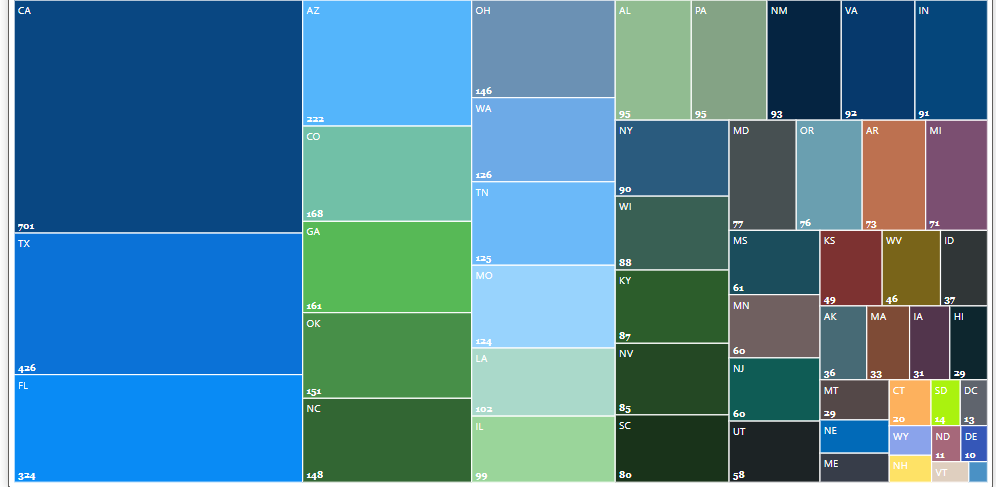 CA
701
TX
426
FL
324
AZ
222
CO
168
GA
161
OK
151
NC
148
OH
146
WA
126
TN
125
MO
124
LA
102
IL
99
AL
95
PA
95
NM
93
VA
92
IN
91
NY
90
WI
88
KY
87
NV
85
SC
80
MD
77
OR
76
AR
73
MI
71
MS
61
MN
60
NJ
60
UT
58
KS
49
WV
46
ID
37
AK
36
MA
33
IA
31
HI
29
MT
29
NE
ME
CT
20
SD
14
DC
13
WY
NH
ND
11
DE
10
VT